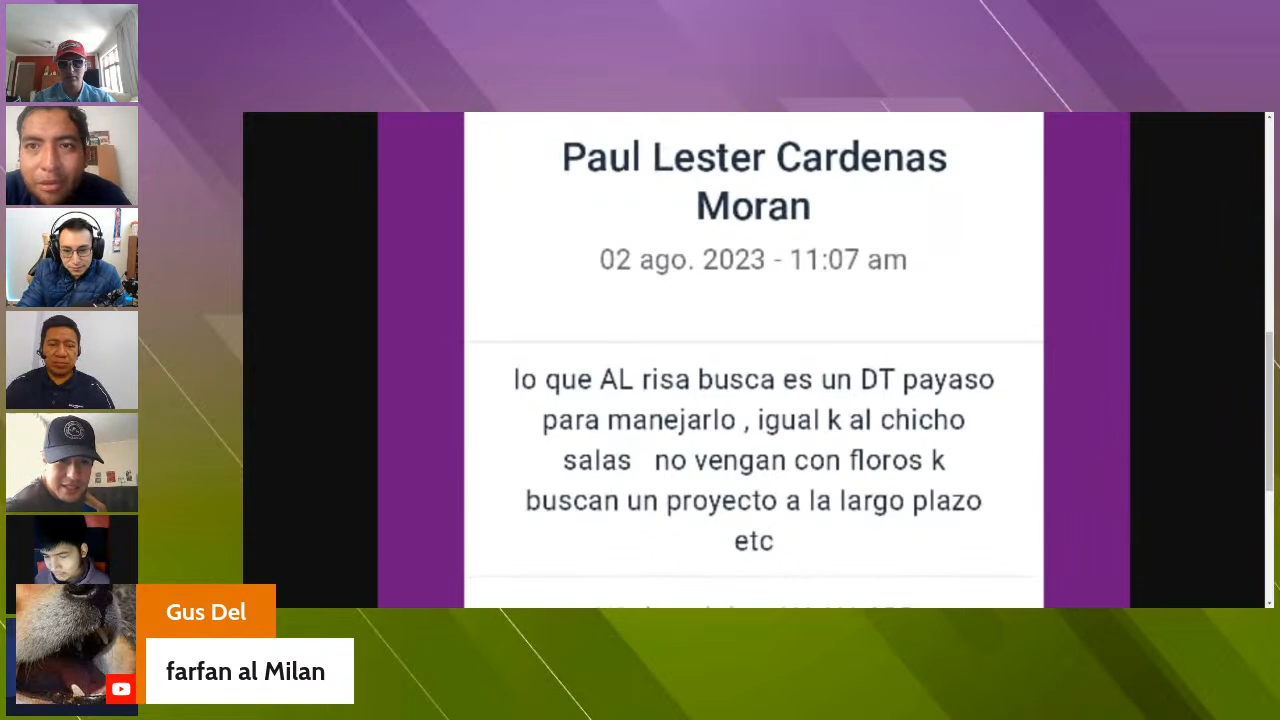 Paul Lester Cardenas
Moran
02 ago. 2023 - 11:07 am
lo que AL risa busca es un DT payaso
para manejarlo , igual k al chicho
salas no vengan con floros k
buscan un proyecto a la largo plazo
etc
Gus Del
farfan al Milan